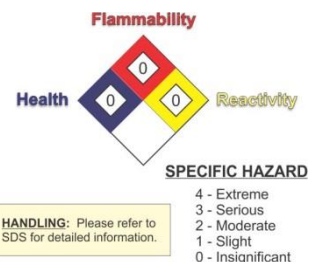 Flammability
0
Health 0 0 Reactivity
SPECIFIC HAZARD
4 - Extreme
3 - Serious
HANDLING: Please refer to
SDS for detailed information.
2 - Moderate
1 - Slight
0 - Insignificant